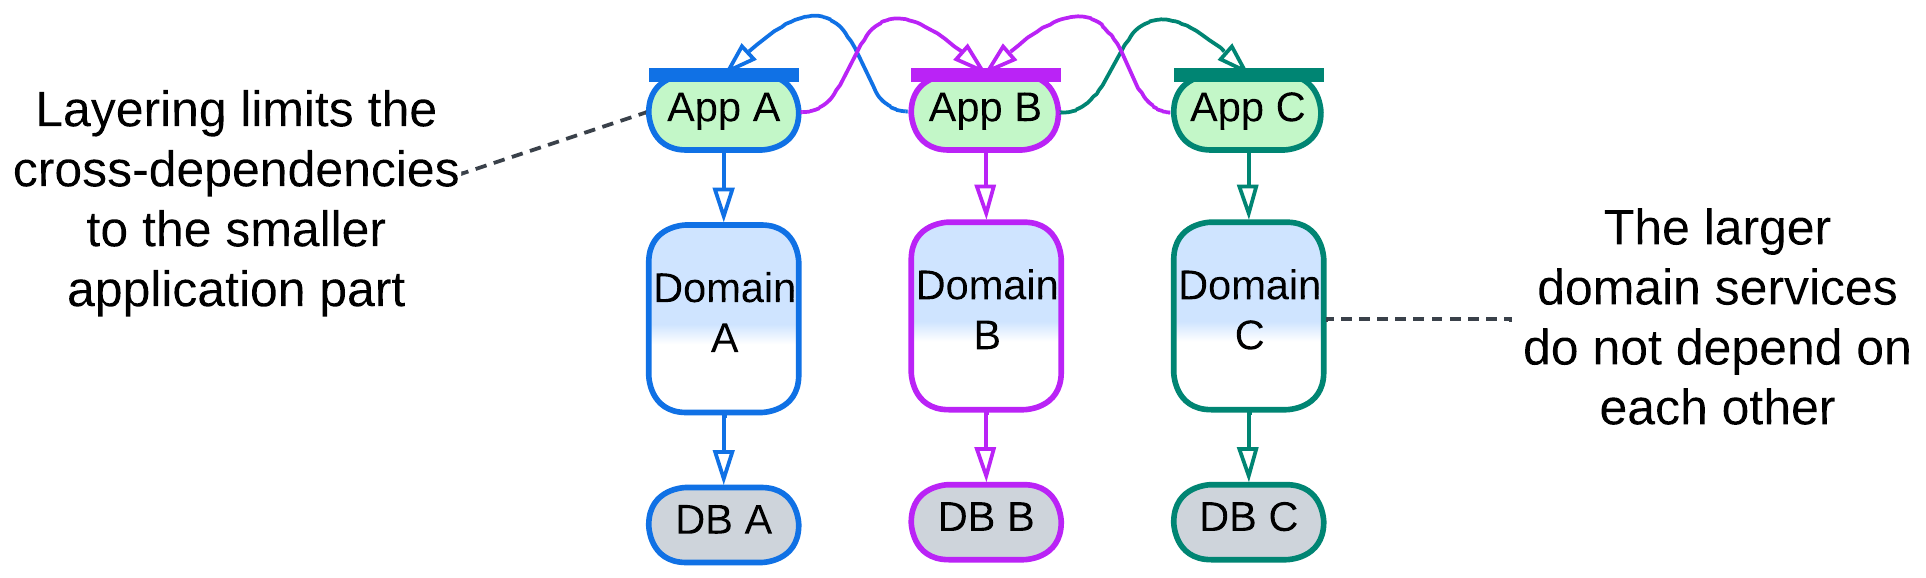 Layering limits the
cross-dependencies
to the smaller
application part
App A
App B
App C
Domain
A
Domain
B
Domain
C
DB A
DB B
DB C
The larger
domain services
do not depend on
each other